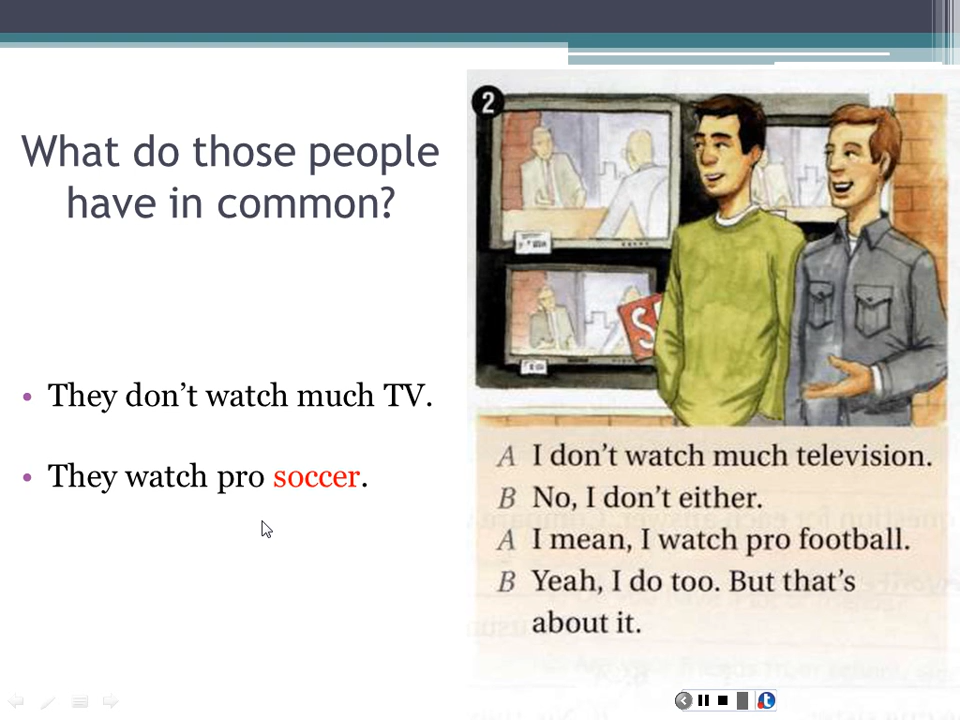 What do those people
have in common?
• They don't watch much TV.
• They watch pro soccer.
2
A I don't watch much television.
B No, I don't either.
A I mean, I watch pro football.
B Yeah, I do too. But that's
about it.